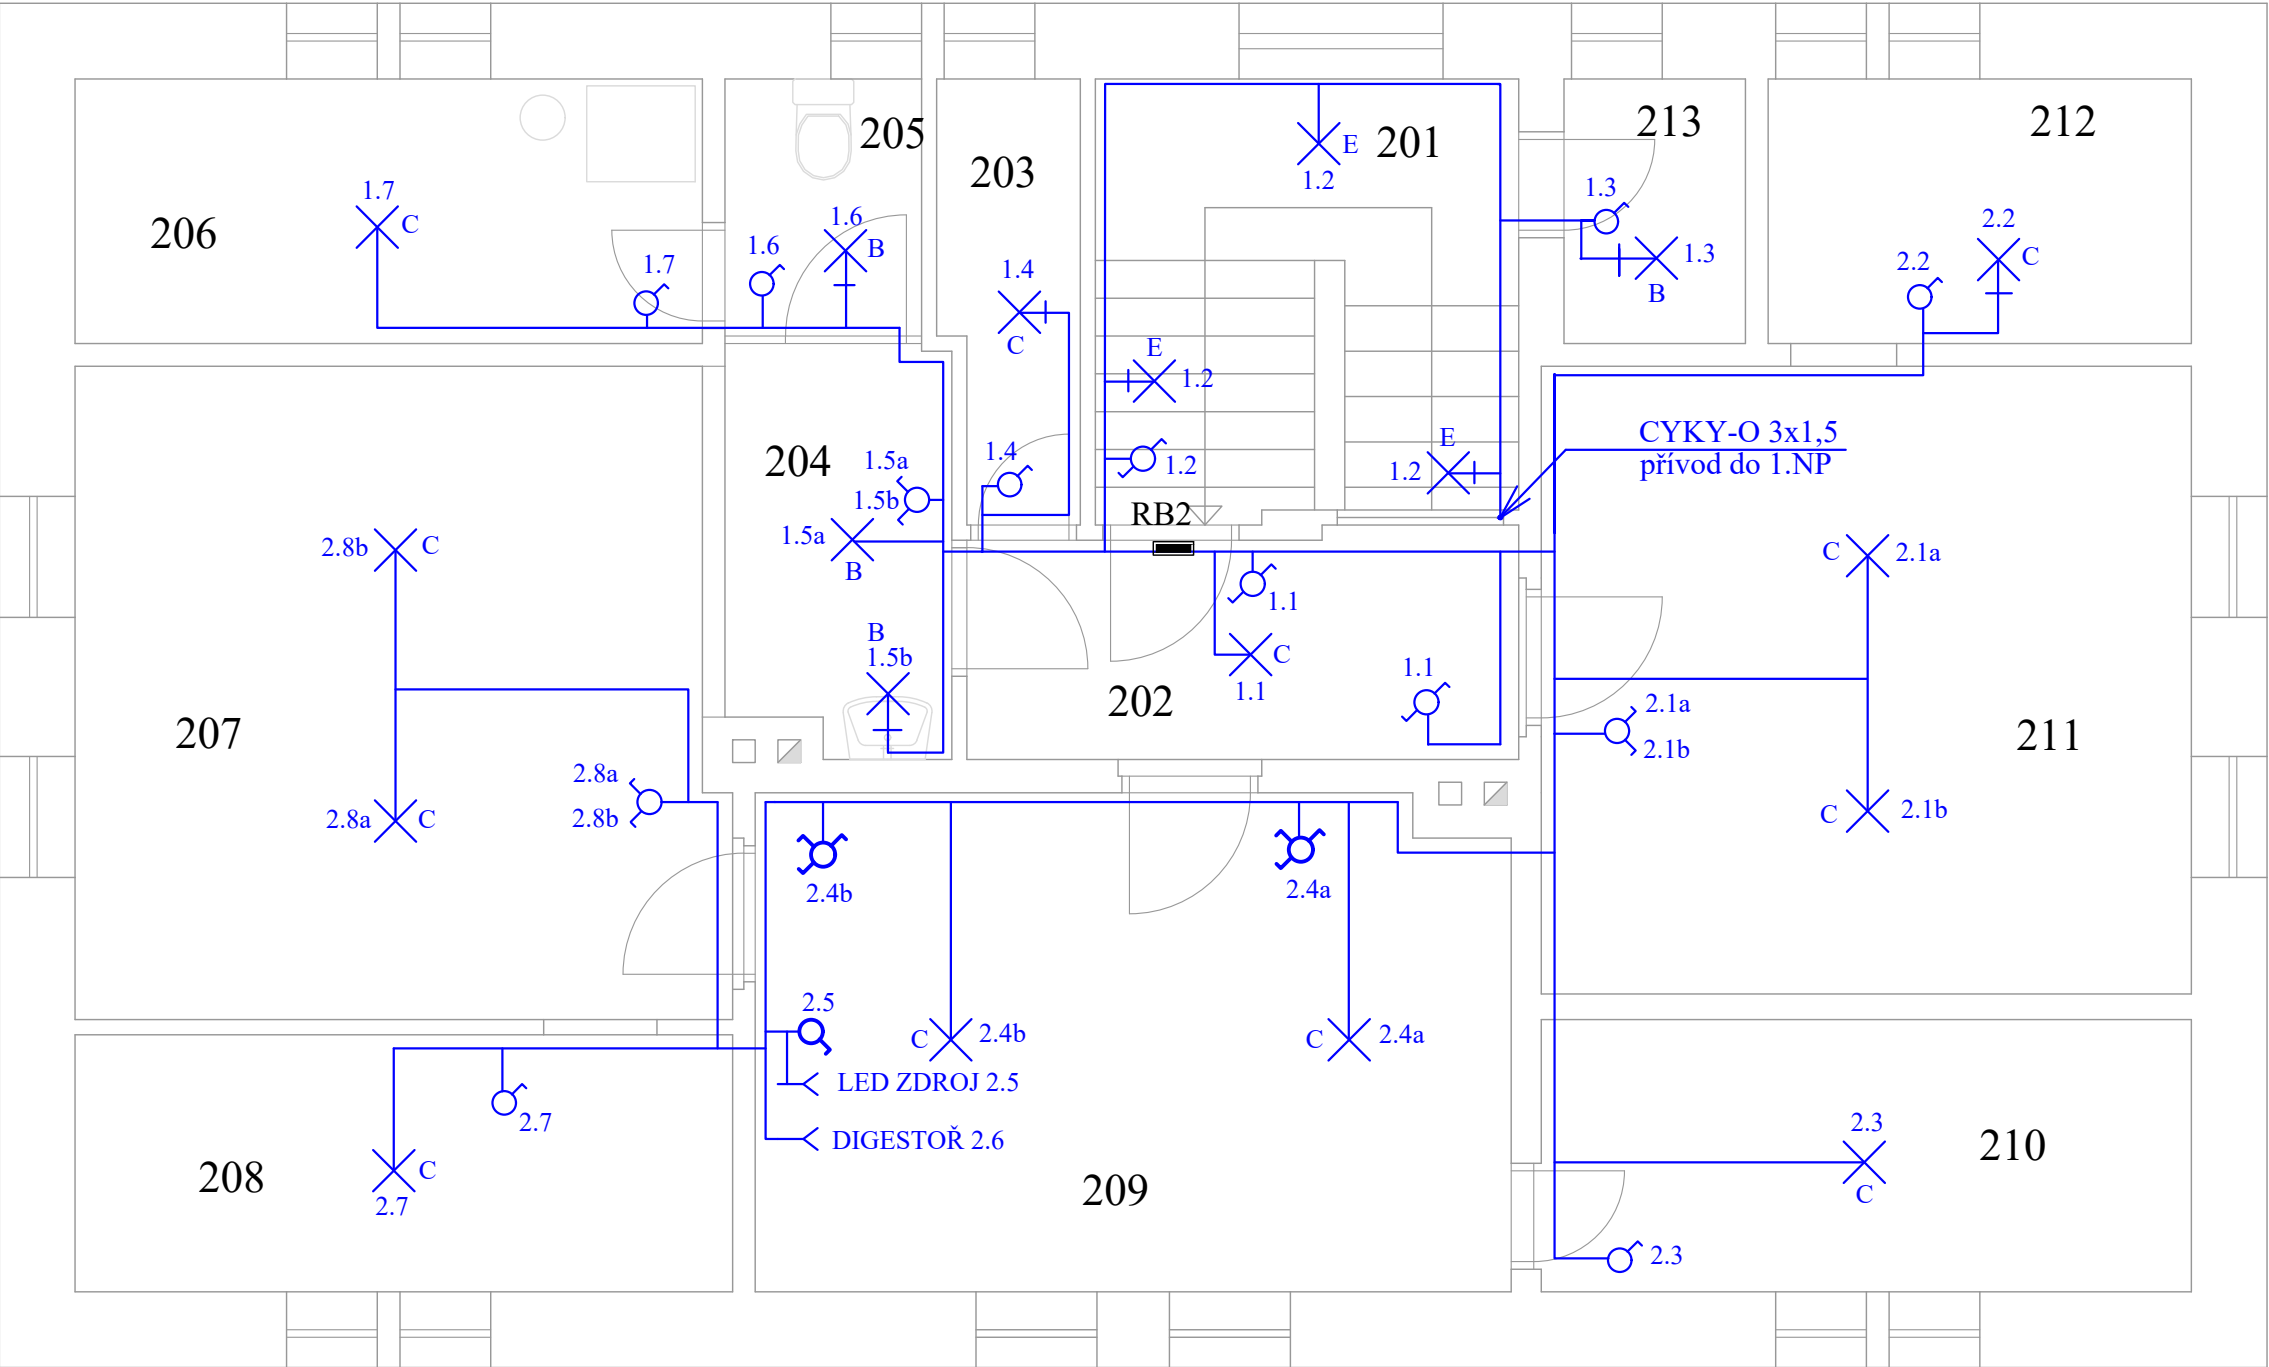 205
213
212
203
201
E
1.2
1.7
C
206
1.6
B
1.6
1.7
1.3
1.3
B
2.2
C
2.2
1.4
C
E
1.2
1.4
1.2
E
1.2
CYKY-O 3x1,5
přívod do 1.NP
204
1.5a
1.5b
1.5a
B
RB2
2.8b
C
C
2.1a
1.1
C
1.1
B
1.5b
1.1
202
207
2.1a
2.1b
211
2.8a
2.8b
2.8a
C
C
2.1b
2.4b
2.4a
2.5
C
2.4b
C
2.4a
LED ZDROJ 2.5
2.7
DIGESTOŘ 2.6
2.3
C
210
208
C
2.7
209
2.3